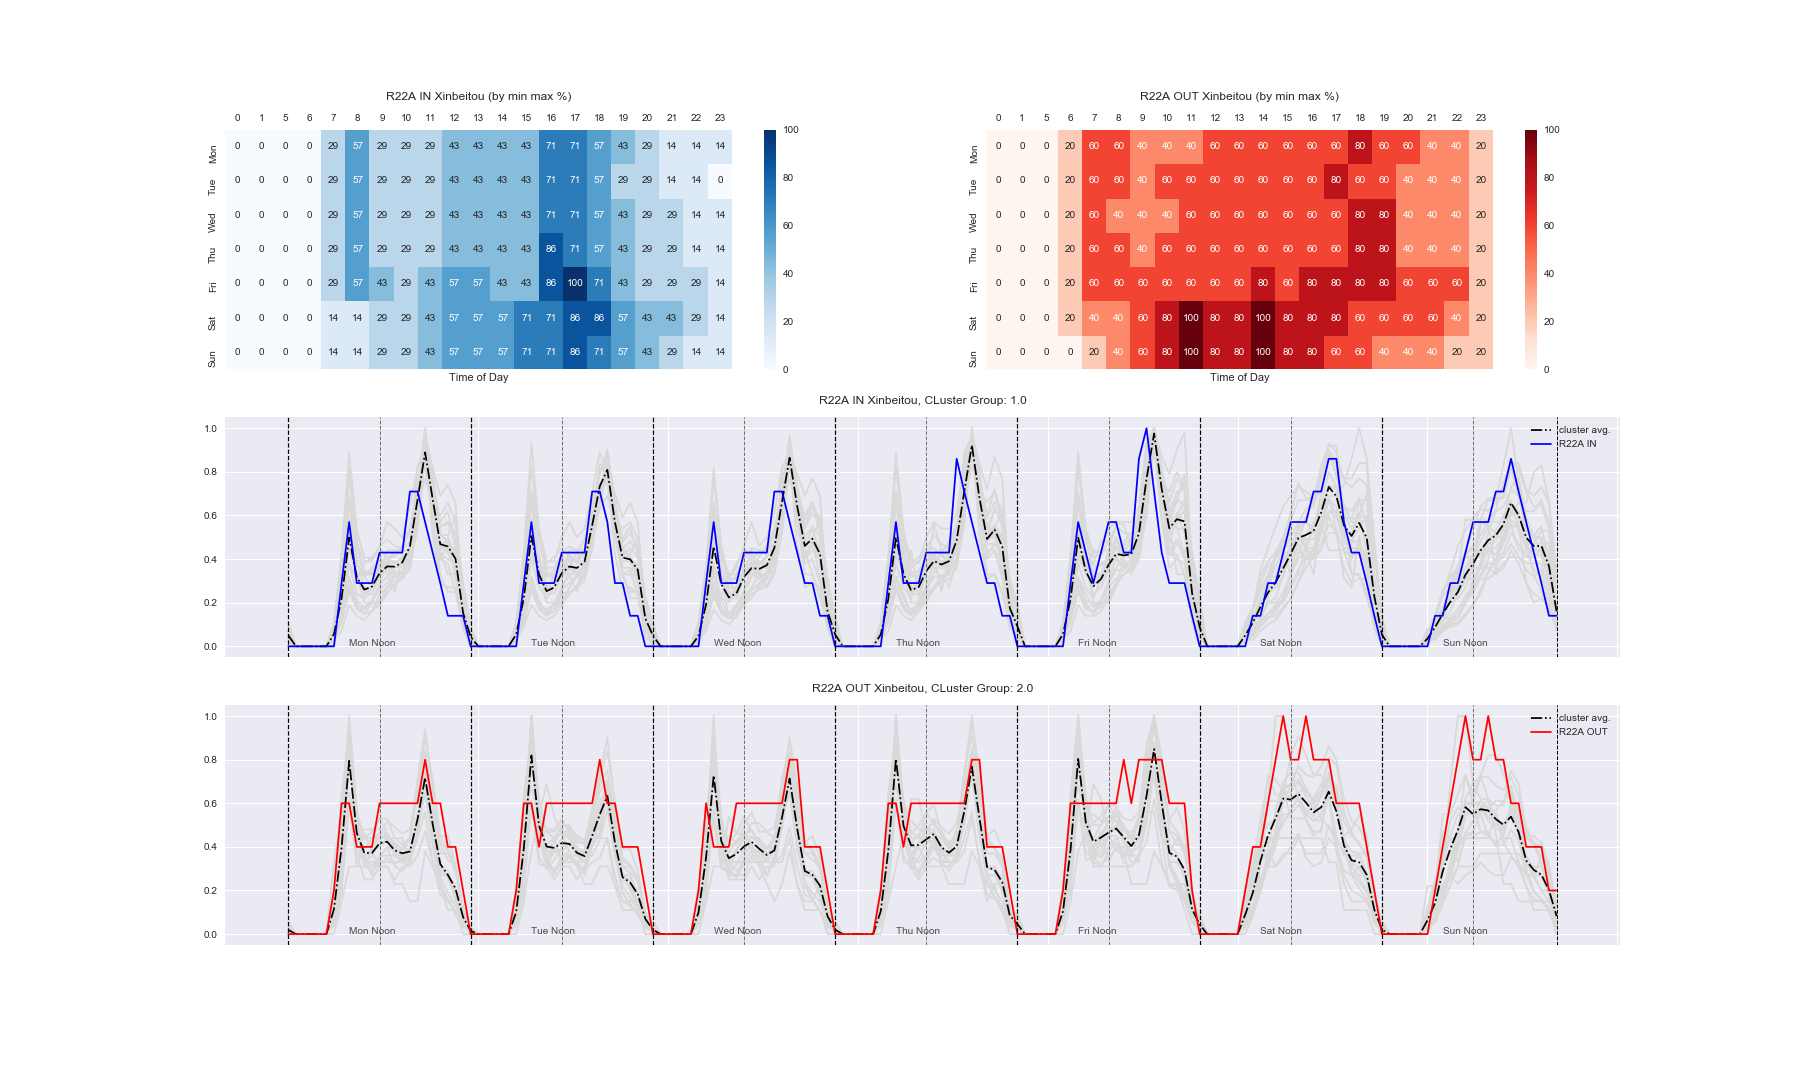 R22A IN Xinbeitou (by min max %)
0 1 5 6 7 8 9 10 11 12 13 14 15 16 17 18 19 20 21 22 23
Mon 0 0 0 0 29 57 29 29 29 43 43 43 43 71 71 57 43 29 14 14 14
Tue 0 0 0 0 29 57 29 29 29 43 43 43 43 71 71 57 29 29 14 14 0
Wed 0 0 0 0 29 57 29 29 29 43 43 43 43 71 71 57 43 29 29 14 14
Thu 0 0 0 0 29 57 29 29 29 43 43 43 43 86 71 57 43 29 29 14 14
Fri 0 0 0 0 29 57 43 29 43 57 57 43 43 86 100 71 43 29 29 29 14
Sat 0 0 0 0 14 14 29 29 43 57 57 57 71 71 86 86 57 43 43 29 14
Sun 0 0 0 0 14 14 29 29 43 57 57 57 71 71 86 71 57 43 29 14 14
Time of Day
100
80
60
40
20
0
R22A OUT Xinbeitou (by min max %)
0 1 5 6 7 8 9 10 11 12 13 14 15 16 17 18 19 20 21 22 23
Mon 0 0 0 20 60 60 40 40 40 60 60 60 60 60 60 80 60 60 40 40 20
Tue 0 0 0 20 60 60 40 60 60 60 60 60 60 60 80 60 60 40 40 40 20
Wed 0 0 0 20 60 40 40 40 60 60 60 60 60 60 60 80 80 40 40 40 20
Thu 0 0 0 20 60 60 40 60 60 60 60 60 60 60 60 80 80 40 40 40 20
Fri 0 0 0 20 60 60 60 60 60 60 60 80 60 80 80 80 80 60 60 60 20
Sat 0 0 0 20 40 40 60 80 100 80 80 100 80 80 80 60 60 60 60 40 20
Sun 0 0 0 0 20 40 60 80 100 80 80 100 80 80 60 60 40 40 40 20 20
Time of Day
100
80
60
40
20
0
R22A IN Xinbeitou, CLuster Group: 1.0
1.0
0.8
0.6
0.4
0.2
0.0
cluster avg.
R22A IN
Mon Noon Tue Noon Wed Noon Thu Noon Fri Noon Sat Noon Sun Noon
R22A OUT Xinbeitou, CLuster Group: 2.0
1.0
0.8
0.6
0.4
0.2
0.0
cluster avg.
R22A OUT
Mon Noon Tue Noon Wed Noon Thu Noon Fri Noon Sat Noon Sun Noon